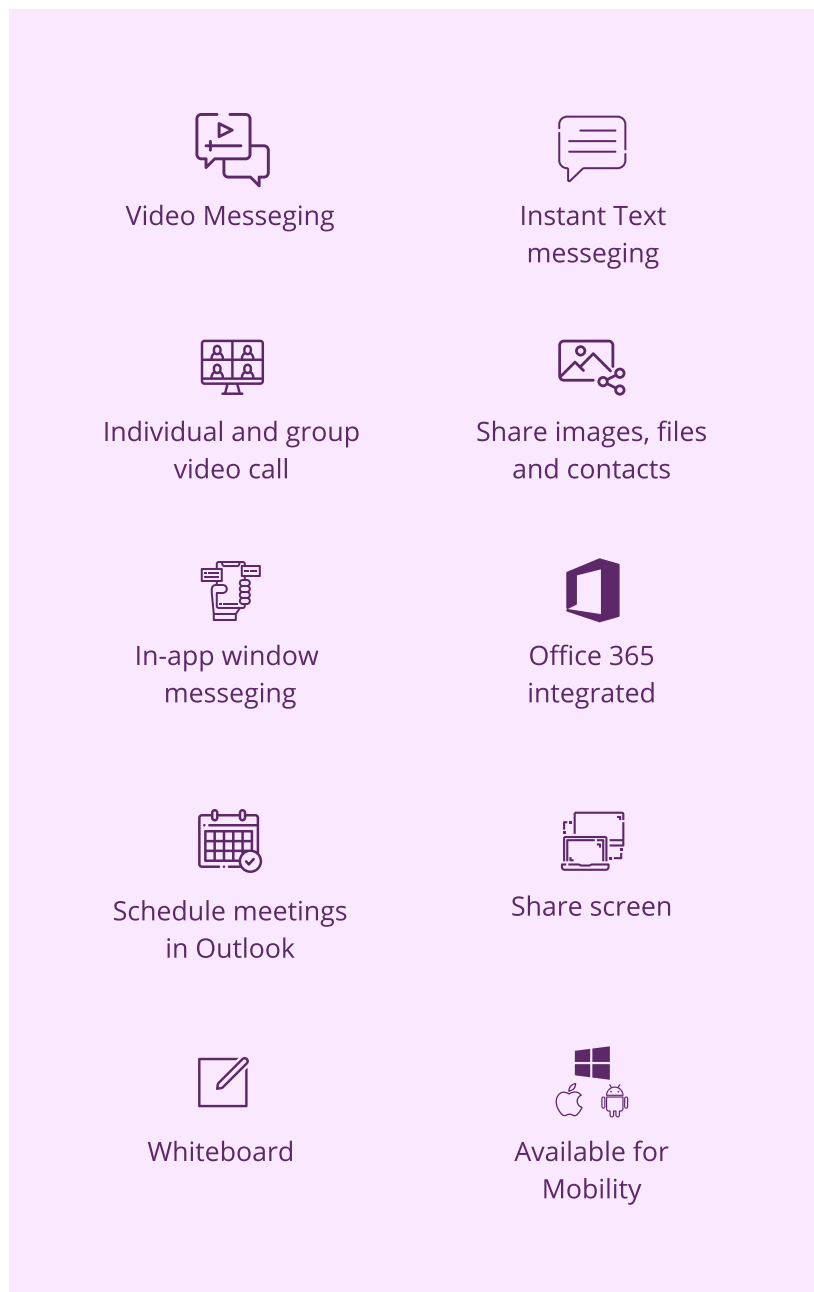 Video Messeging
Instant Text
messeging
Individual and group
video call
Share images, files
and contacts
In-app window
messeging
Office 365
integrated
Schedule meetings
in Outlook
Share screen
Whiteboard
Available for
Mobility